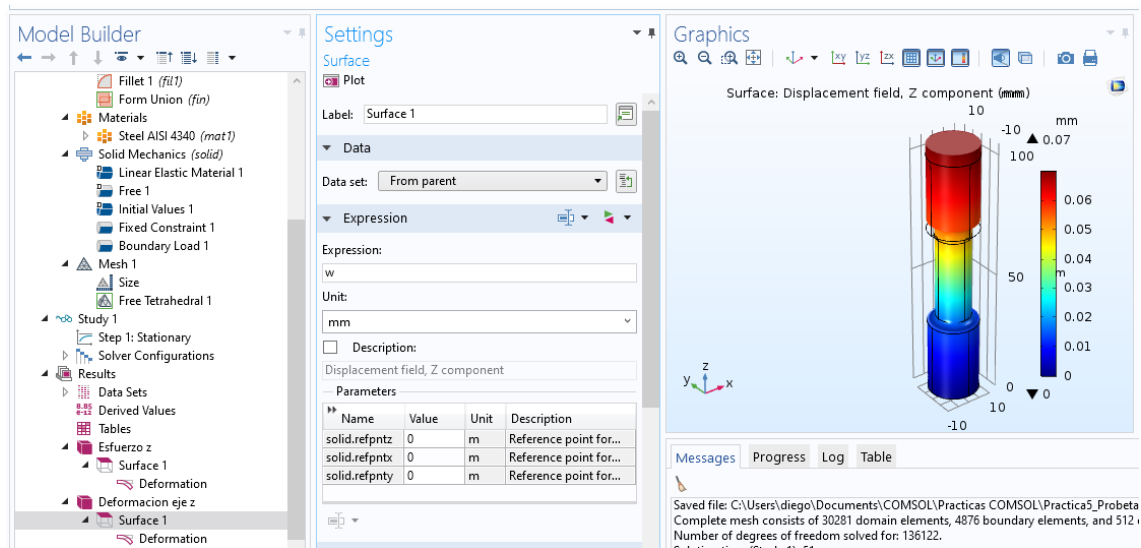 Model Builder
Fillet 1 (fil1)
Form Union (fin)
Materials
Steel AISI 4340 (mat1)
Solid Mechanics (solid)
Linear Elastic Material 1
Free 1
Initial Values 1
Fixed Constraint 1
Boundary Load 1
Mesh 1
Size
Free Tetrahedral 1
Study 1
Step 1: Stationary
Solver Configurations
Results
Data Sets
8.85
e-12
Derived Values
Tables
Esfuerzo z
Surface 1
Deformation
Deformacion eje z
Surface 1
Deformation
Settings
Surface
Plot
Label: Surface 1
Data
Data set: From parent
Expression
Expression:
w
Unit:
mm
Description:
Displacement field, Z component
Parameters
Name Value Unit Description
solid.refpntz 0 m Reference point for...
solid.refpntx 0 m Reference point for...
solid.refpnty 0 m Reference point for...
Graphics
xy yz zx
Surface: Displacement field, Z component
10
-10
mm
0.07
100
0.06
0.05
0.04
50
m
0.03
0.02
0.01
0
0
0
10
-10
z
y
x
Messages Progress Log Table
Saved file: C:\Users\diego\Documents\COMSOL\Practicas COMSOL\Practica5_Probeta
Complete mesh consists of 30281 domain elements, 4876 boundary elements, and 512
Number of degrees of freedom solved for: 136122.